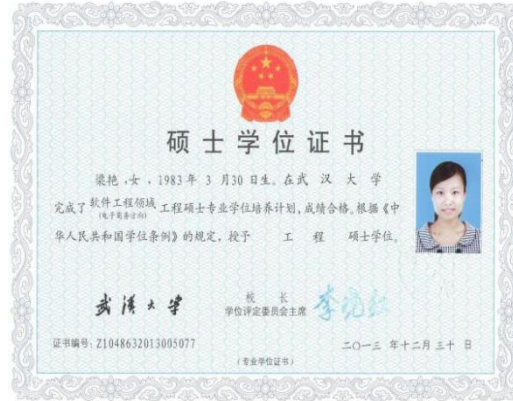 硕士学位证书
梁艳,女,1983年 3 月30 日生。在武 汉 大 学
完成了软件工程领域(电子商务方向)工程硕士专业学位培养计划,成绩合格。根据《中
华人民共和国学位条例》的规定,授予 工 程 硕士学位。
武汉大学
校 长
学位评定委员会主席
证书编号:Z1048632013005077
二〇一三 年十二月 三十 日
(专业学位证书)